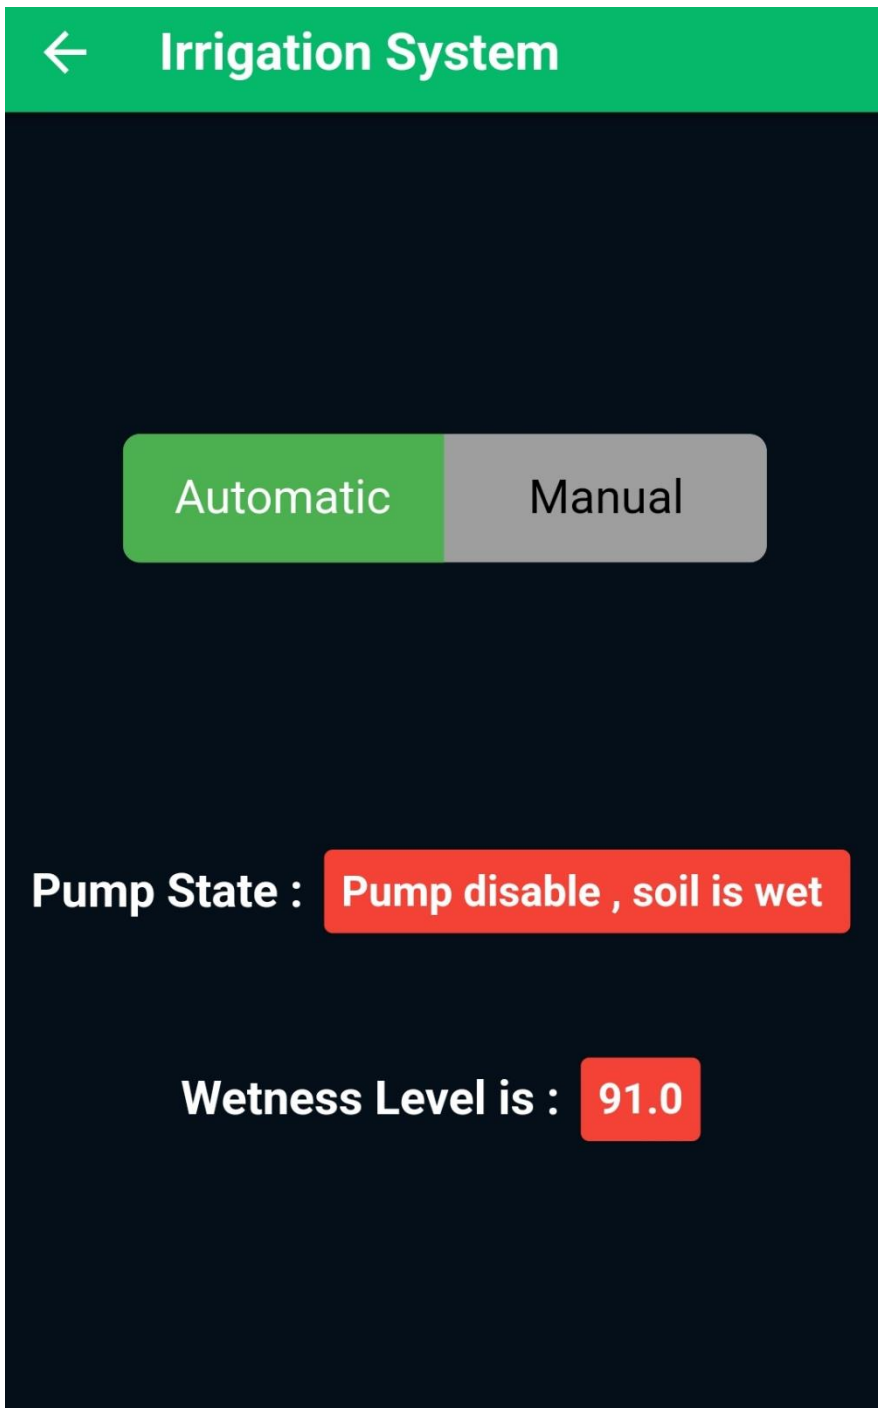 Irrigation System
Automatic Manual
Pump State : Pump disable , soil is wet
Wetness Level is : 91.0